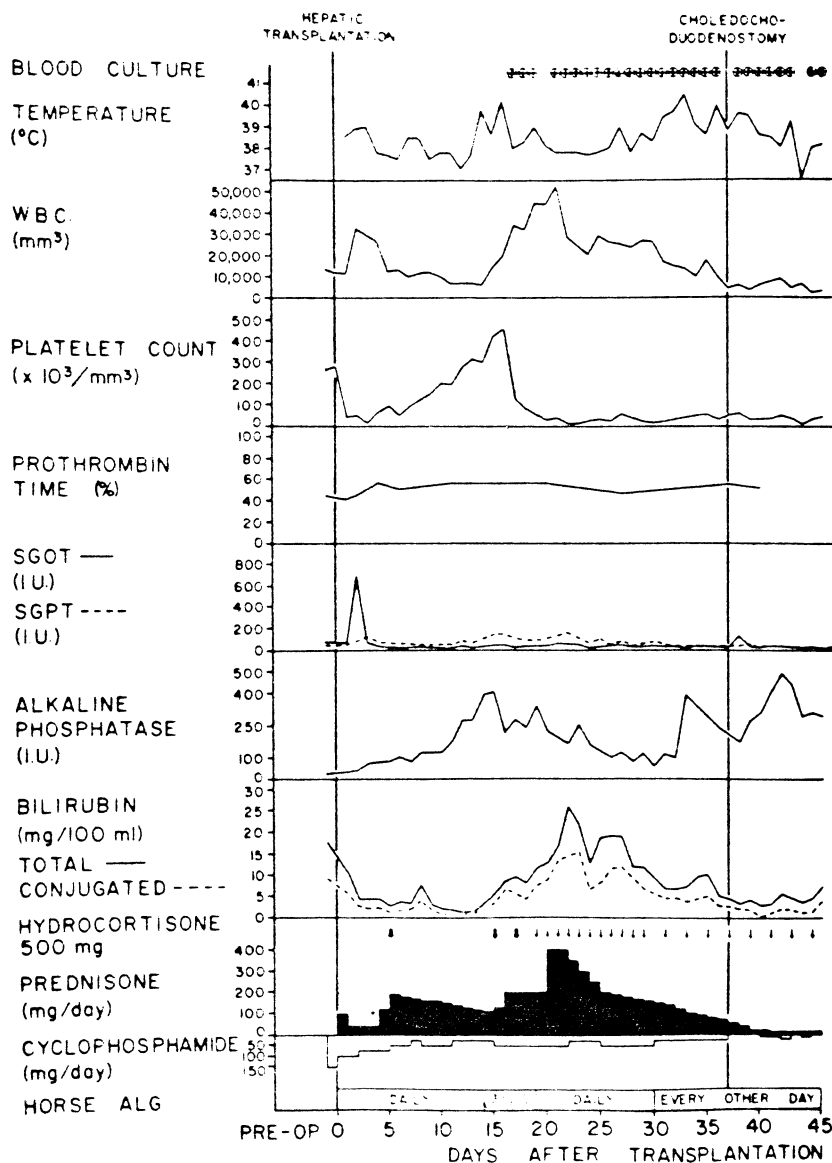 HEPATIC
TRANSPLANTATION
CHOLEDOCHO-
DUODENOSTOMY
BLOOD CULTURE
TEMPERATURE
(°C)
41
40
39
38
37
W.B.C.
(mm³)
50,000
40,000
30,000
20,000
10,000
0
PLATELET COUNT
(x 10³/mm³)
500
400
300
200
100
0
PROTHROMBIN
TIME (%)
100
80
60
40
20
0
SGOT —
(I.U.)
SGPT ----
(I.U.)
800
600
400
200
0
ALKALINE
PHOSPHATASE
(I.U.)
500
400
250
100
0
BILIRUBIN
(mg/100 ml)
TOTAL —
CONJUGATED ----
30
25
20
15
10
5
0
HYDROCORTISONE
500 mg
PREDNISONE
(mg/day)
400
300
200
100
0
CYCLOPHOSPHAMIDE
(mg/day)
50
100
150
HORSE ALG
DAILY
DAILY
EVERY OTHER DAY
PRE-OP 0 5 10 15 20 25 30 35 40 45
DAYS AFTER TRANSPLANTATION